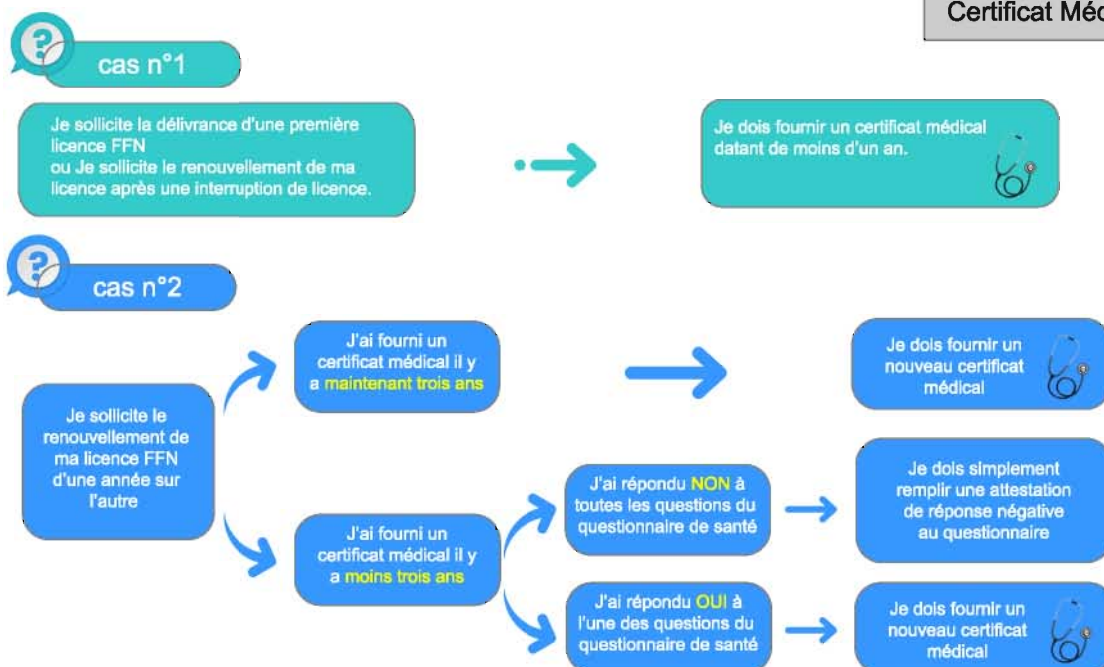 Certificat Méd
?
cas n°1
Je sollicite la délivrance d'une première
licence FFN
ou Je sollicite le renouvellement de ma
licence après une interruption de licence.
Je dois fournir un certificat médical
datant de moins d'un an.
?
cas n°2
Je sollicite le
renouvellement de
ma licence FFN
d'une année sur
l'autre
J'ai fourni un
certificat médical il y
a maintenant trois ans
Je dois fournir un
nouveau certificat
médical
J'ai fourni un
certificat médical il y
a moins trois ans
J'ai répondu NON à
toutes les questions du
questionnaire de santé
Je dois simplement
remplir une attestation
de réponse négative
au questionnaire
J'ai répondu OUI à
l'une des questions du
questionnaire de santé
Je dois fournir un
nouveau certificat
médical